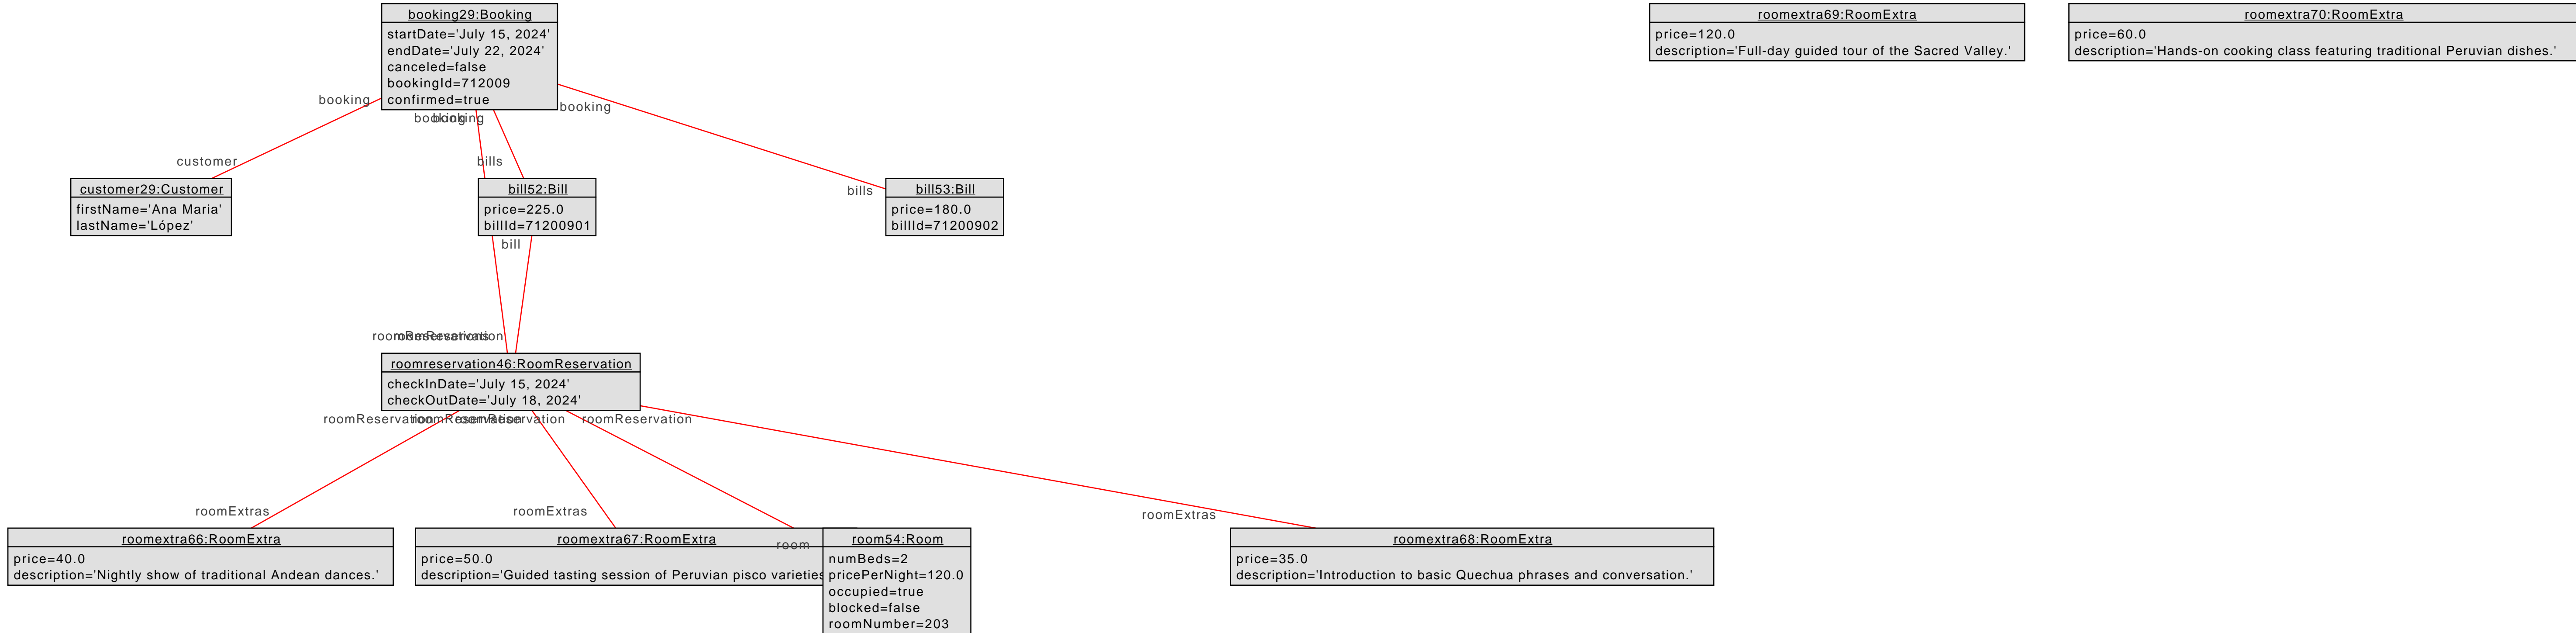 booking29:Booking
startDate='July 15, 2024'
endDate='July 22, 2024'
canceled=false
bookingId=712009
confirmed=true
roomextra69:RoomExtra
price=120.0
description='Full-day guided tour of the Sacred Valley.'
roomextra70:RoomExtra
price=60.0
description='Hands-on cooking class featuring traditional Peruvian dishes.'
booking
booking
booking
booking
customer
bills
bills
customer29:Customer
firstName='Ana Maria'
lastName='López'
bill52:Bill
price=225.0
billId=71200901
bill53:Bill
price=180.0
billId=71200902
bill
roomReservations
roomReservation
roomreservation46:RoomReservation
checkInDate='July 15, 2024'
checkOutDate='July 18, 2024'
roomReservation
roomReservation
roomReservation
roomReservation
roomExtras
roomExtras
roomExtras
room
roomextra66:RoomExtra
price=40.0
description='Nightly show of traditional Andean dances.'
roomextra67:RoomExtra
price=50.0
description='Guided tasting session of Peruvian pisco varieties
room54:Room
numBeds=2
pricePerNight=120.0
occupied=true
blocked=false
roomNumber=203
roomextra68:RoomExtra
price=35.0
description='Introduction to basic Quechua phrases and conversation.'